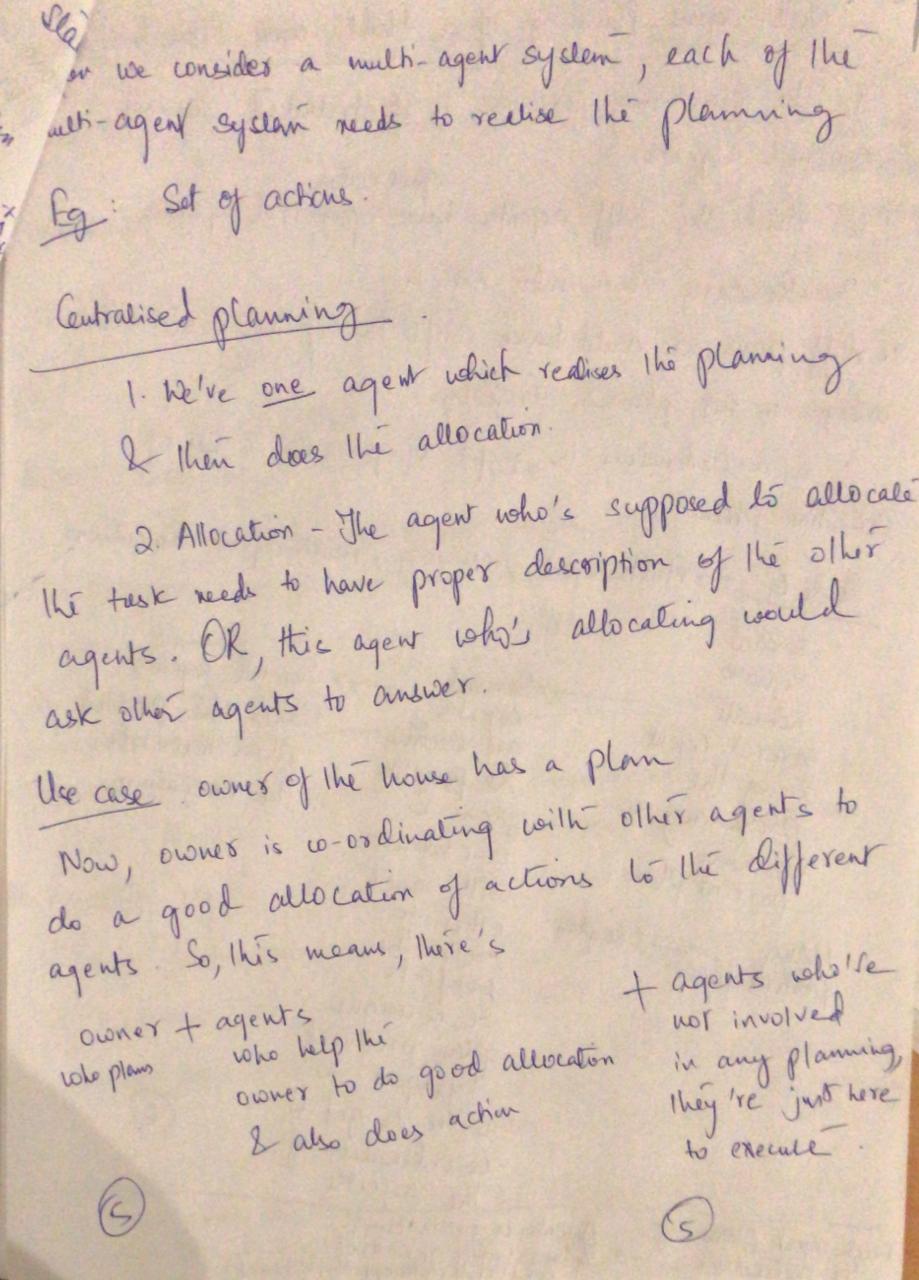 Sla
we consider a multi-agent system, each of the
ulti-agent system needs to realise the planning
Eg: Set of actions.
Centralised planning.
1. We've one agent which realises the planning
& then does the allocation.
2. Allocation - The agent who's supposed to allocate
the task needs to have proper description of the other
agents. OR, this agent who's allocating would
ask other agents to answer.
Use case. owner of the house has a plan
Now, owner is co-ordinating with other agents to
do a good allocation of actions to the different
agents. So, this means, there's
owner + agents
who plans who help the
owner to do good allocation
& also does action
+ agents who're
not involved
in any planning,
they're just here
to execute.
5 5